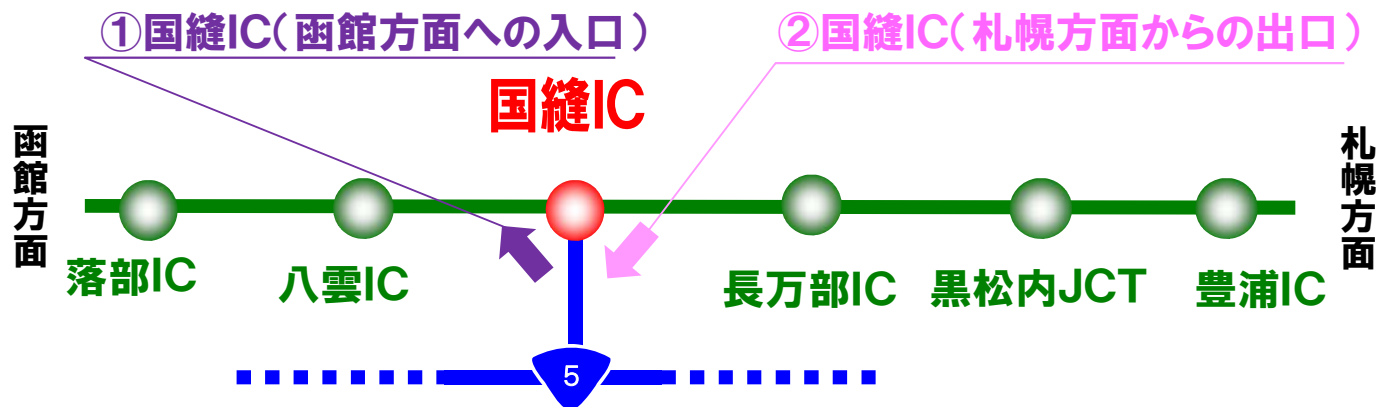 ①国縫IC(函館方面への入口)
②国縫IC(札幌方面からの出口)
国縫IC
函館方面
札幌方面
落部IC
八雲IC
長万部IC
黒松内JCT
豊浦IC
5